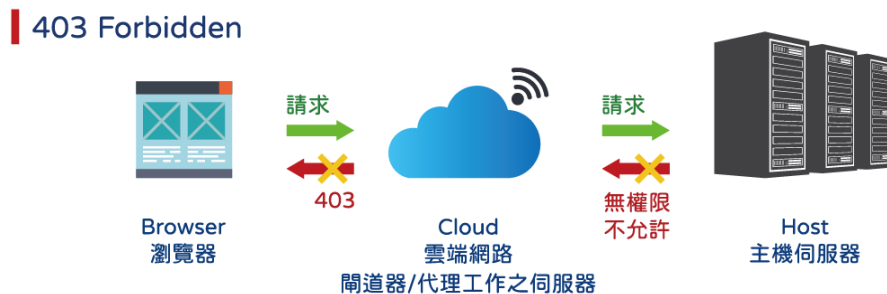 403 Forbidden
請求
請求
403
無權限
不允許
Browser
瀏覽器
Cloud
雲端網路
閘道器/代理工作之伺服器
Host
主機伺服器